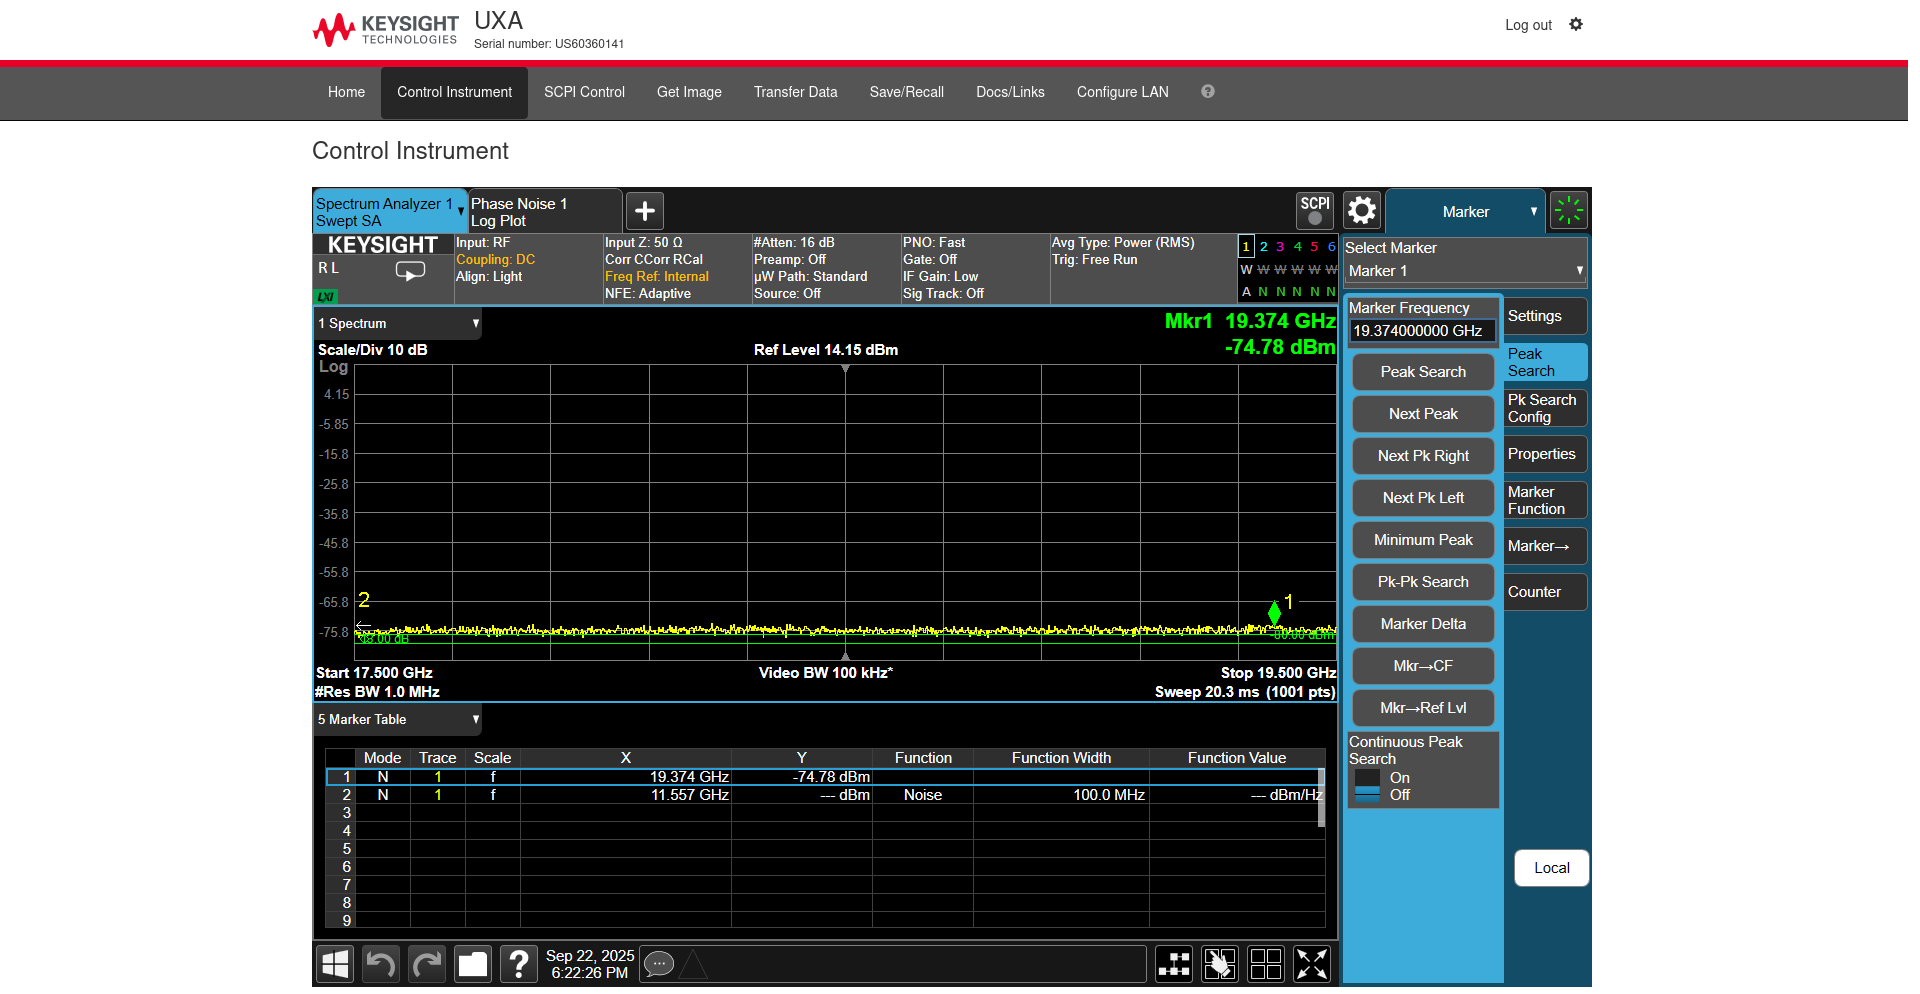 KEYSIGHT
TECHNOLOGIES
UXA
Serial number: US60360141
Log out
Home
Control Instrument
SCPI Control
Get Image
Transfer Data
Save/Recall
Docs/Links
Configure LAN
?
Control Instrument
Spectrum Analyzer 1
Swept SA
Phase Noise 1
Log Plot
+
SCPI
Marker
KEYSIGHT
R L
LXI
Input: RF
Coupling: DC
Align: Light
Input Z: 50 Ω
Corr CCorr RCal
Freq Ref: Internal
NFE: Adaptive
#Atten: 16 dB
Preamp: Off
µW Path: Standard
Source: Off
PNO: Fast
Gate: Off
IF Gain: Low
Sig Track: Off
Avg Type: Power (RMS)
Trig: Free Run
1 2 3 4 5 6
W W W W W W
A N N N N N
1 Spectrum
Mkr1 19.374 GHz
-74.78 dBm
Scale/Div 10 dB
Ref Level 14.15 dBm
Log
4.15
-5.85
-15.8
-25.8
-35.8
-45.8
-55.8
-65.8
-75.8
2
1
Start 17.500 GHz
Video BW 100 kHz*
Stop 19.500 GHz
#Res BW 1.0 MHz
Sweep 20.3 ms (1001 pts)
5 Marker Table
Mode Trace Scale X Y Function Function Width Function Value
1 N 1 f 19.374 GHz -74.78 dBm
2 N 1 f 11.557 GHz --- dBm Noise 100.0 MHz --- dBm/Hz
3
4
5
6
7
8
9
Select Marker
Marker 1
Marker Frequency
19.374000000 GHz
Peak Search
Next Peak
Next Pk Right
Next Pk Left
Minimum Peak
Pk-Pk Search
Marker Delta
Mkr→CF
Mkr→Ref Lvl
Continuous Peak
Search
On
Off
Settings
Peak
Search
Pk Search
Config
Properties
Marker
Function
Marker→
Counter
Local
?
Sep 22, 2025
6:22:26 PM